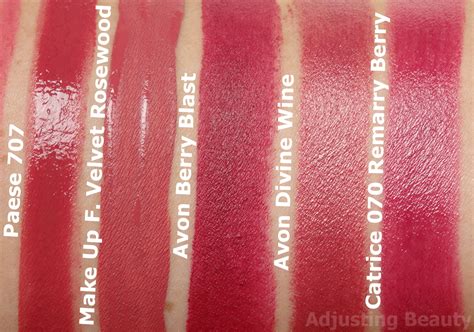 Paese 707
Make Up F. Velvet Rosewood
Avon Berry Blast
Avon Divine Wine
Catrice 070 Remarry Berry
Adjusting Beauty